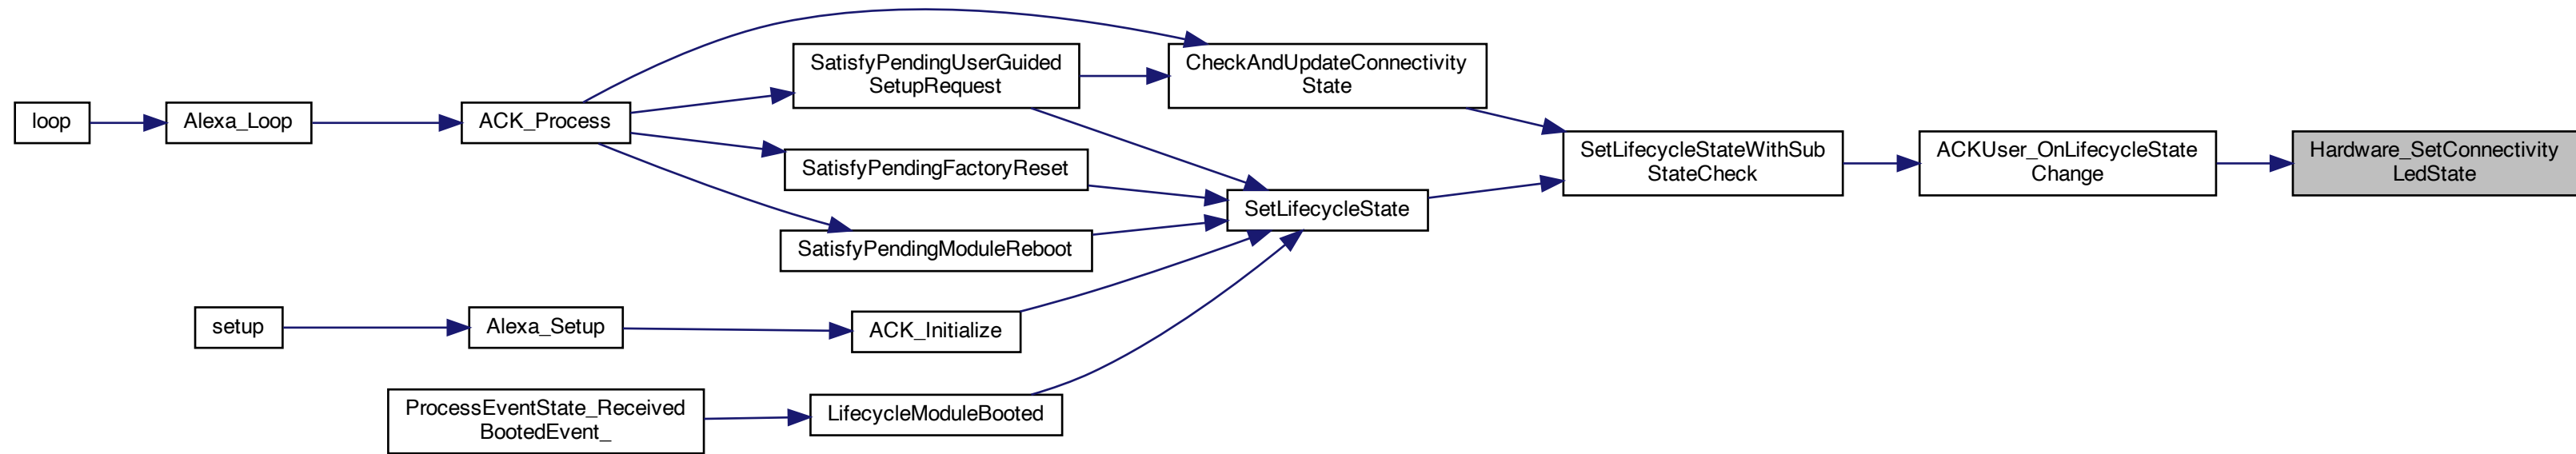 loop
Alexa_Loop
ACK_Process
SatisfyPendingUserGuided
SetupRequest
CheckAndUpdateConnectivity
State
SatisfyPendingFactoryReset
SatisfyPendingModuleReboot
SetLifecycleState
SetLifecycleStateWithSub
StateCheck
ACKUser_OnLifecycleState
Change
Hardware_SetConnectivity
LedState
setup
Alexa_Setup
ACK_Initialize
ProcessEventState_Received
BootedEvent_
LifecycleModuleBooted